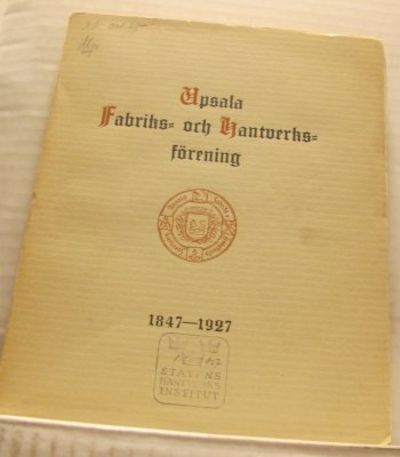 Upsala
Fabriks= och Hantverks=
förening
1847—1927
STATENS
HANTVERKS
INSTITUT